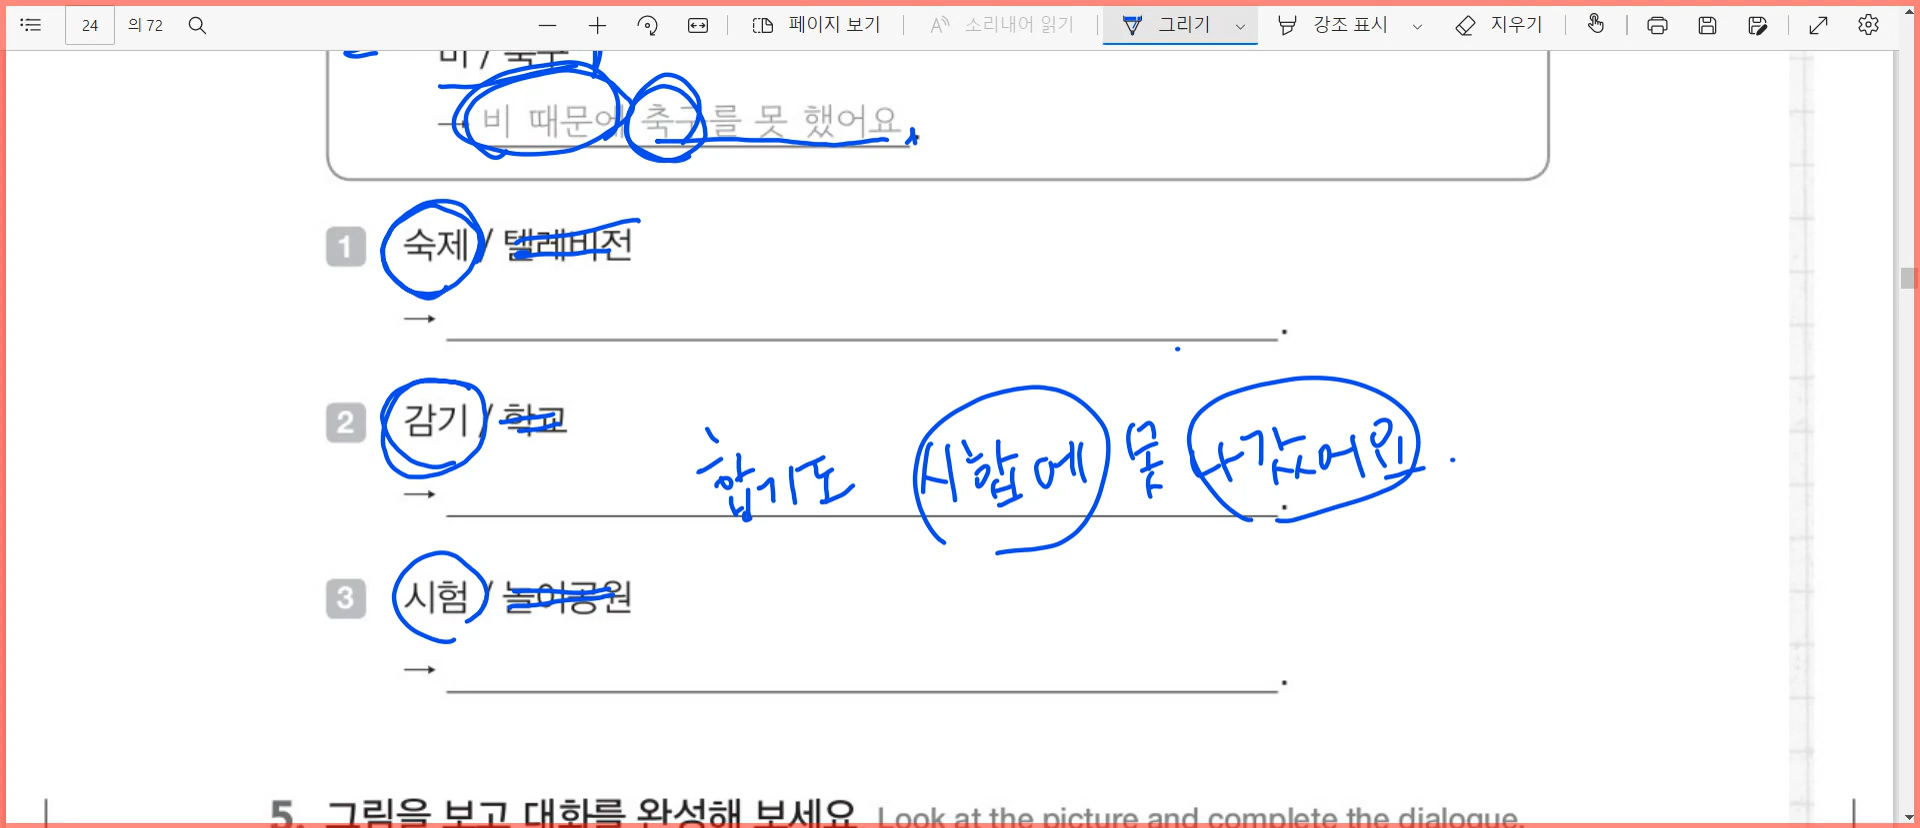 24 의 72 페이지 보기 소리내어 읽기 그리기 강조 표시 지우기
비 / 축구
→ 비 때문에 축구를 못 했어요.
1 숙제 / 텔레비전
→ .
2 감기 / 학교
합기도 시합에 못 나갔어요.
→ .
3 시험 / 놀이공원
→ .
5. 그림을 보고 대화를 완성해 보세요 Look at the picture and complete the dialogue.